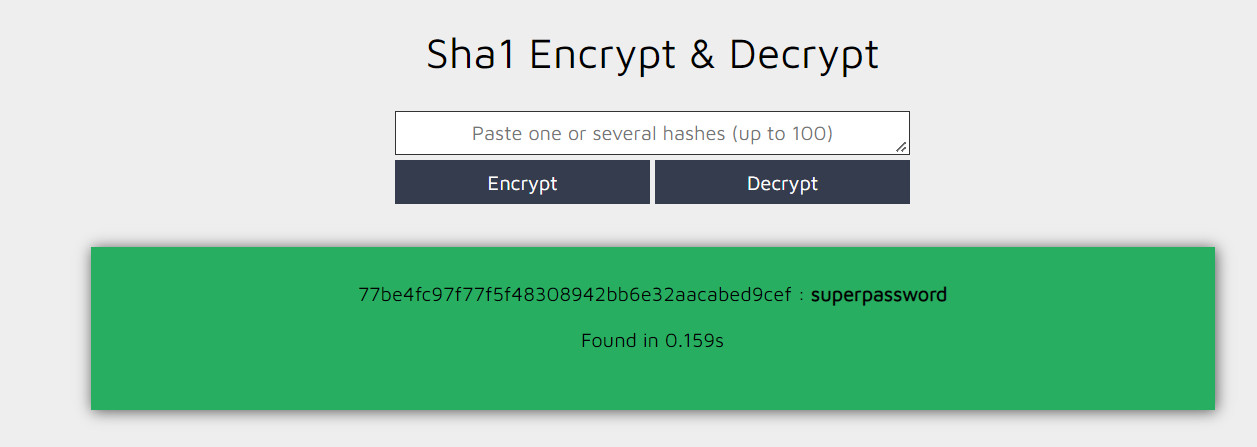 Sha1 Encrypt & Decrypt
Paste one or several hashes (up to 100)
Encrypt
Decrypt
77be4fc97f77f5f48308942bb6e32aacabed9cef : superpassword
Found in 0.159s